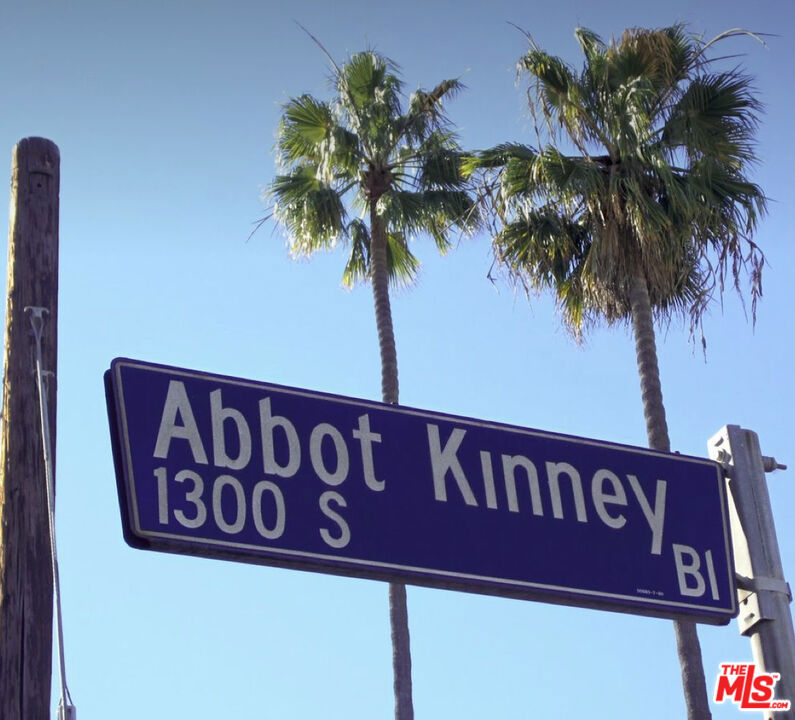 Abbot Kinney
1300 S
Bl
THE
MLS
.COM